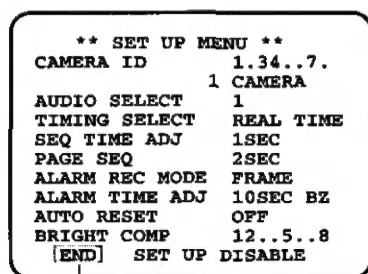 ** SET UP MENU **
CAMERA ID 1.34..7.
1 CAMERA
AUDIO SELECT 1
TIMING SELECT REAL TIME
SEQ TIME ADJ 1SEC
PAGE SEQ 2SEC
ALARM REC MODE FRAME
ALARM TIME ADJ 10SEC BZ
AUTO RESET OFF
BRIGHT COMP 12..5..8
[END] SET UP DISABLE